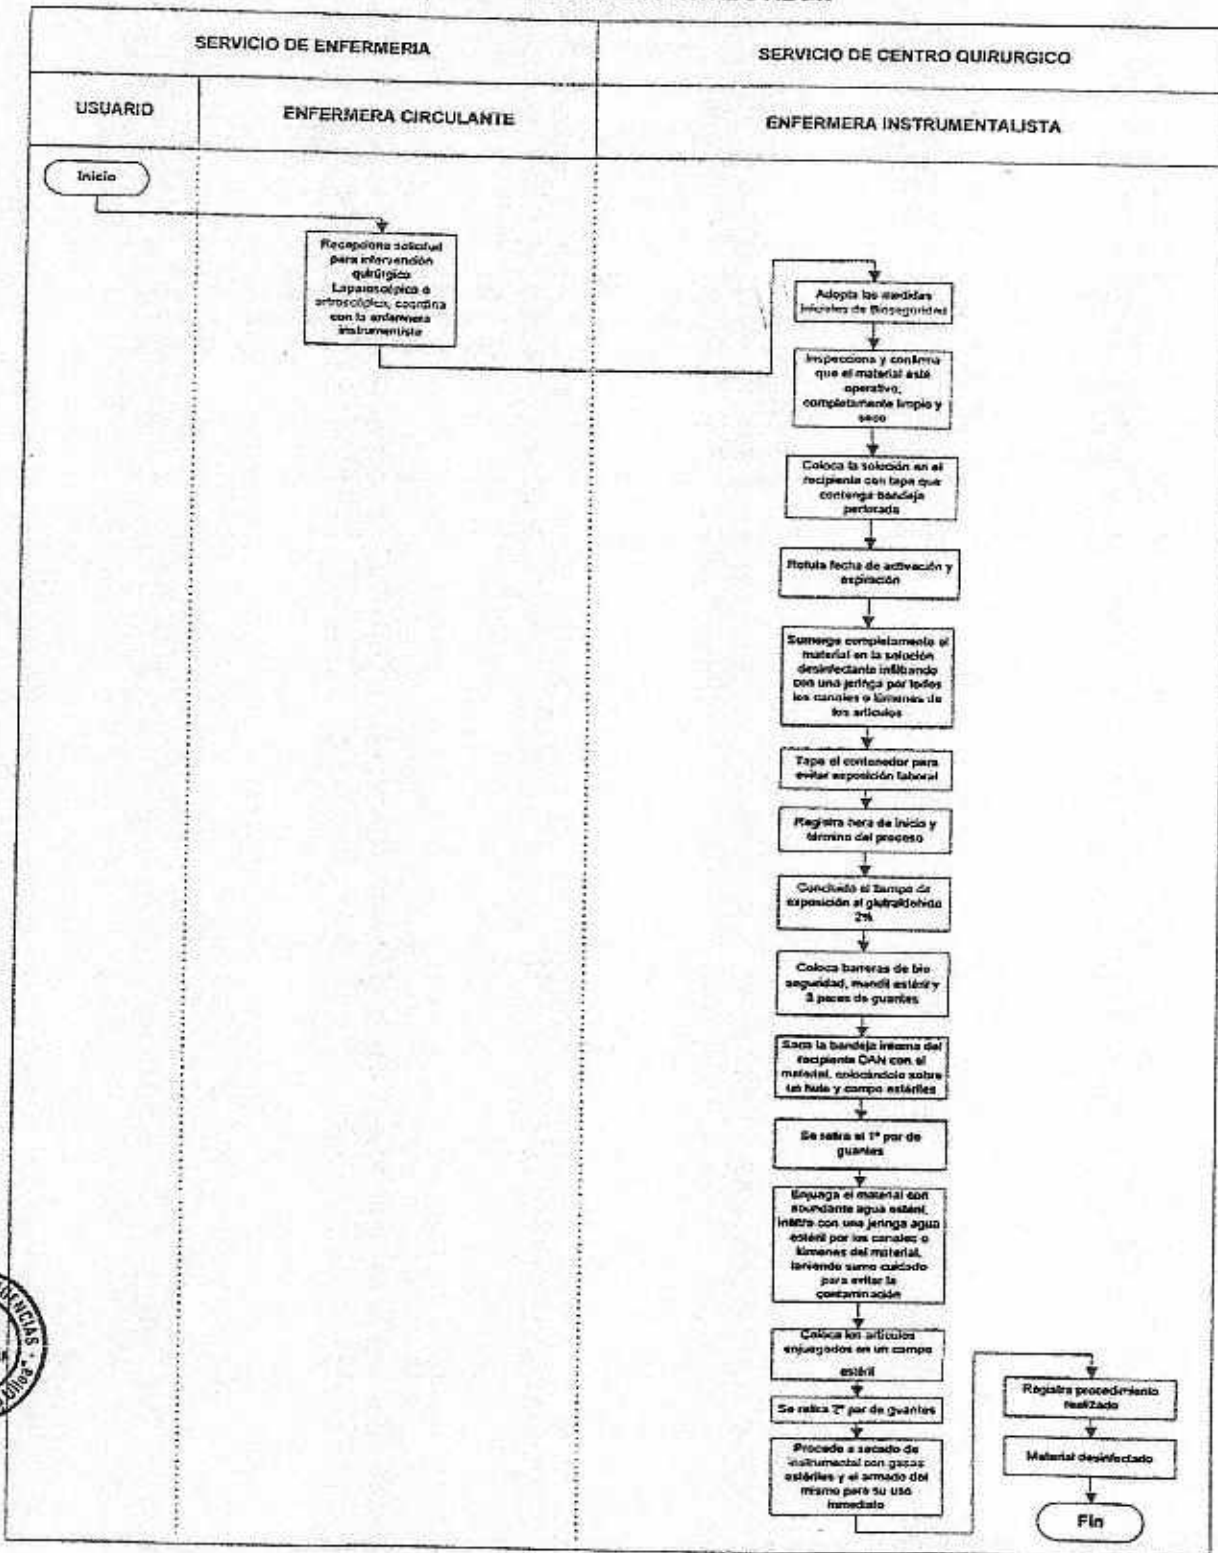 SERVICIO DE ENFERMERIA
SERVICIO DE CENTRO QUIRURGICO
USUARIO
ENFERMERA CIRCULANTE
ENFERMERA INSTRUMENTALISTA
Inicio
Recepciona solicitud
para intervención
quirúrgica
Laparoscópica o
artroscópica, coordina
con la enfermera
instrumentista
Adopta las medidas
iniciales de Bioseguridad
Inspecciona y confirma
que el material esté
operativo,
completamente limpio y
seco
Coloca la solución en el
recipiente con tapa que
contenga bandeja
perforada
Rotula fecha de activación y
expiración
Sumerge completamente el
material en la solución
desinfectante infiltrando
con una jeringa por todos
los canales o lúmenes de
los artículos
Tapa el contenedor para
evitar exposición laboral
Registra hora de inicio y
término del proceso
Concluido el tiempo de
exposición al glutraldehido
2%
Coloca barreras de bio
seguridad, mandil estéril y
3 pares de guantes
Saca la bandeja interna del
recipiente DAN con el
material, colocándolo sobre
un hule y campo estériles
Se retira el 1º par de
guantes
Enjuaga el material con
abundante agua estéril,
infiltra con una jeringa agua
estéril por los canales o
lúmenes del material,
teniendo sumo cuidado
para evitar la
contaminación
Coloca los artículos
enjuagados en un campo
estéril
Se retira 2º par de guantes
Procede a secado de
instrumental con gasas
estériles y el armado del
mismo para su uso
inmediato
Registra procedimiento
realizado
Material desinfectado
Fin